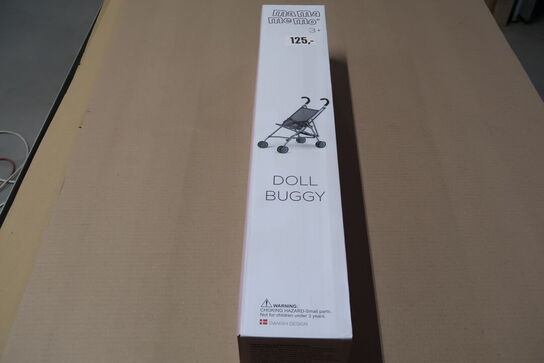 mama
memo
3+
125,-
DOLL
BUGGY
WARNING:
CHOKING HAZARD-Small parts.
Not for children under 3 years.
DANISH DESIGN